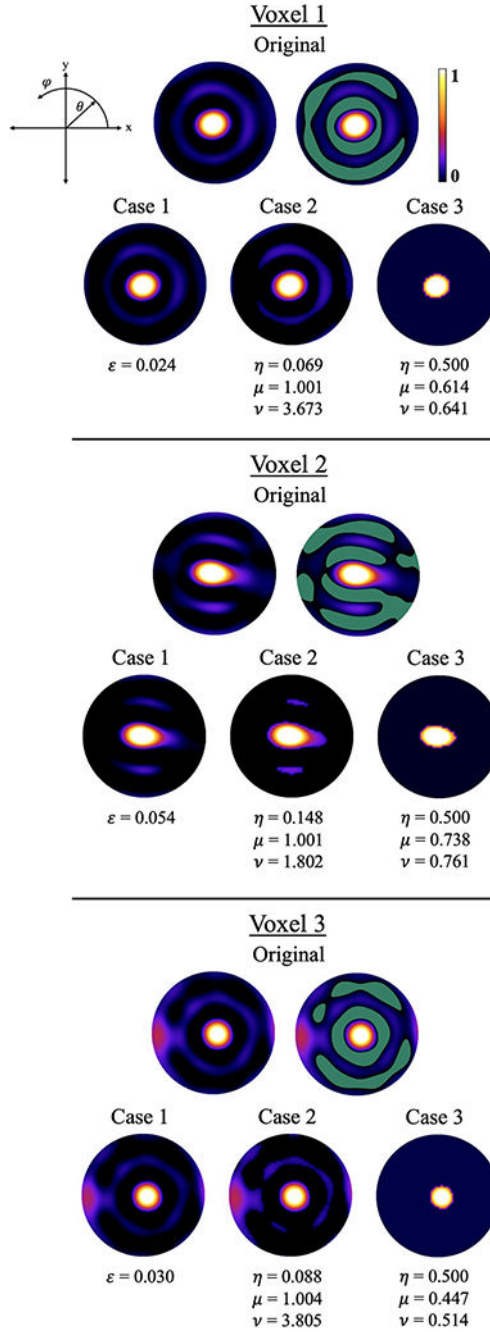 Voxel 1
Original
φ
y
θ
x
1
0
Case 1 Case 2 Case 3
ε = 0.024 η = 0.069 η = 0.500
μ = 1.001 μ = 0.614
ν = 3.673 ν = 0.641
Voxel 2
Original
Case 1 Case 2 Case 3
ε = 0.054 η = 0.148 η = 0.500
μ = 1.001 μ = 0.738
ν = 1.802 ν = 0.761
Voxel 3
Original
Case 1 Case 2 Case 3
ε = 0.030 η = 0.088 η = 0.500
μ = 1.004 μ = 0.447
ν = 3.805 ν = 0.514